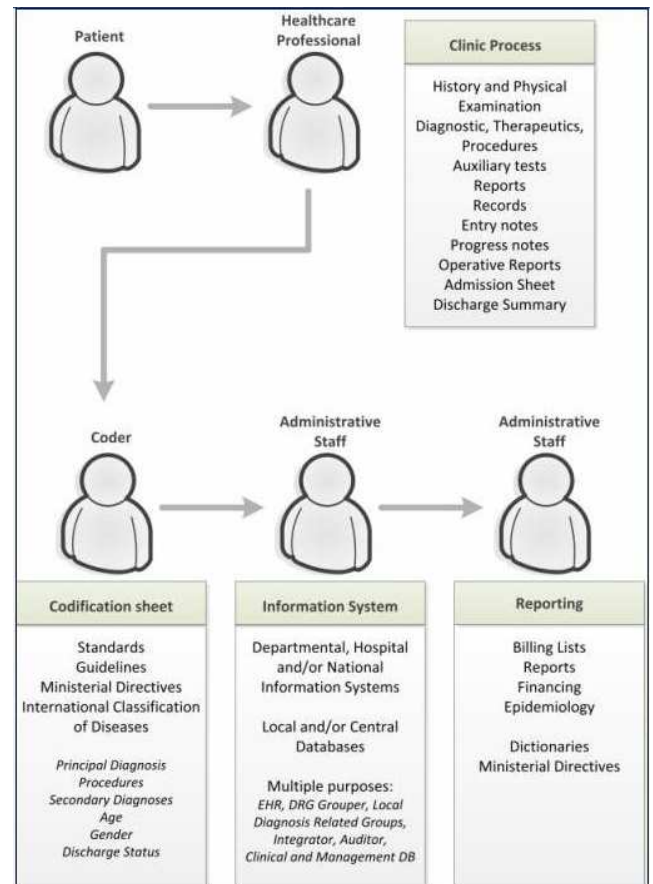 Patient
Healthcare
Professional
Clinic Process
History and Physical
Examination
Diagnostic, Therapeutics,
Procedures
Auxiliary tests
Reports
Records
Entry notes
Progress notes
Operative Reports
Admission Sheet
Discharge Summary
Coder
Administrative
Staff
Administrative
Staff
Codification sheet
Standards
Guidelines
Ministerial Directives
International Classification
of Diseases
Principal Diagnosis
Procedures
Secondary Diagnoses
Age
Gender
Discharge Status
Information System
Departmental, Hospital
and/or National
Information Systems
Local and/or Central
Databases
Multiple purposes:
EHR, DRG Grouper, Local
Diagnosis Related Groups,
Integrator, Auditor,
Clinical and Management DB
Reporting
Billing Lists
Reports
Financing
Epidemiology
Dictionaries
Ministerial Directives